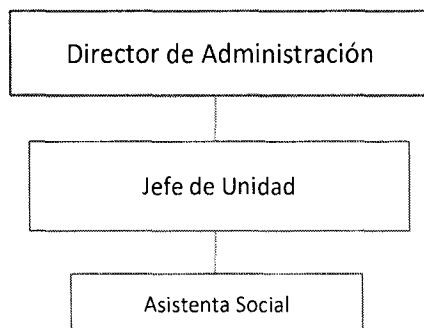 Director de Administración
Jefe de Unidad
Asistenta Social